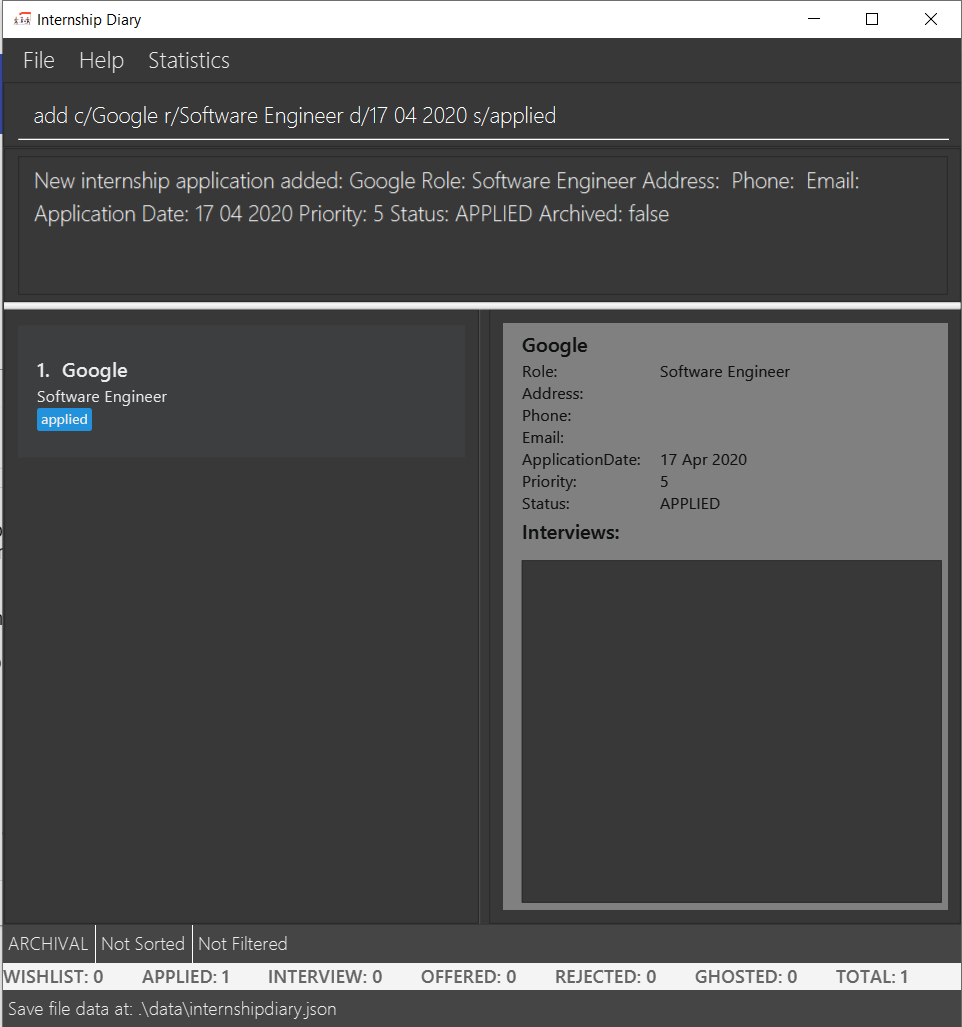 Internship Diary
File Help Statistics
add c/Google r/Software Engineer d/17 04 2020 s/applied
New internship application added: Google Role: Software Engineer Address: Phone: Email:
Application Date: 17 04 2020 Priority: 5 Status: APPLIED Archived: false
1. Google
Software Engineer
applied
Google
Role: Software Engineer
Address:
Phone:
Email:
ApplicationDate: 17 Apr 2020
Priority: 5
Status: APPLIED
Interviews:
ARCHIVAL Not Sorted Not Filtered
WISHLIST: 0 APPLIED: 1 INTERVIEW: 0 OFFERED: 0 REJECTED: 0 GHOSTED: 0 TOTAL: 1
Save file data at: .\data\internshipdiary.json